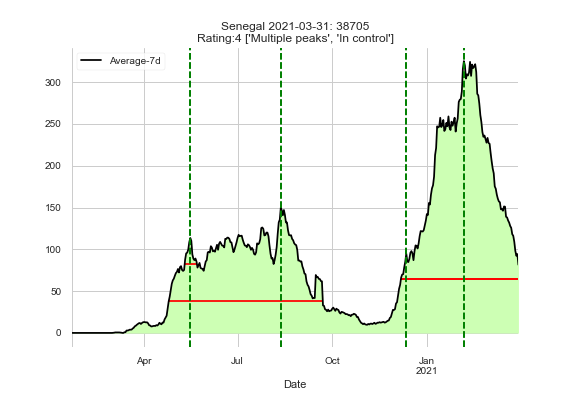 Senegal 2021-03-31: 38705
Rating:4 ['Multiple peaks', 'In control']
Average-7d
300
250
200
150
100
50
0
Apr
Jul
Oct
Jan
2021
Date